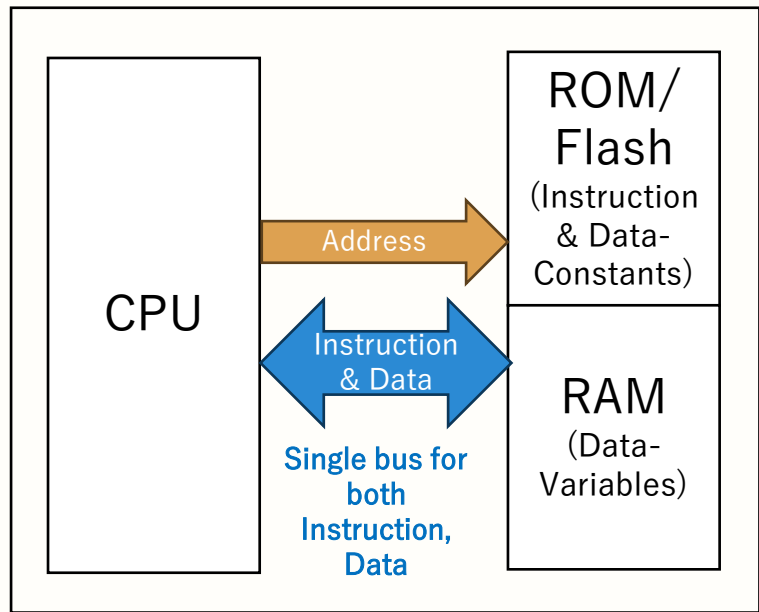 CPU
Address
Instruction
& Data
Single bus for
both
Instruction,
Data
ROM/
Flash
(Instruction
& Data-
Constants)
RAM
(Data-
Variables)